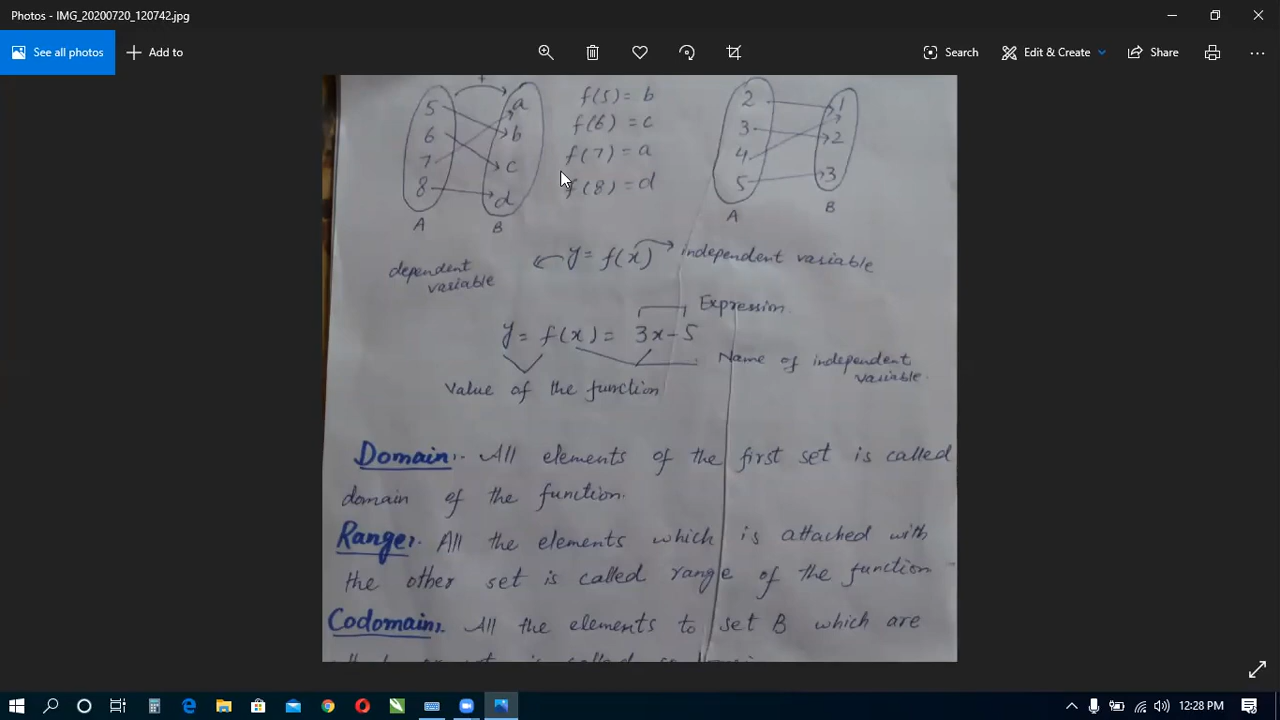 Photos - IMG_20200720_120742.jpg
See all photos
Add to
Search
Edit & Create
Share
5
6
7
8
A
a
b
c
d
B
f(5) = b
f(6) = c
f(7) = a
f(8) = d
2
3
4
5
A
1
2
3
B
dependent variable
y = f(x)
independent variable
Expression
y = f(x) = 3x - 5
Name of independent
variable.
Value of the function
Domain:- All elements of the first set is called
domain of the function.
Range:- All the elements which is attached with
the other set is called range of the function
Codomain:- All the elements to set B which are
12:28 PM